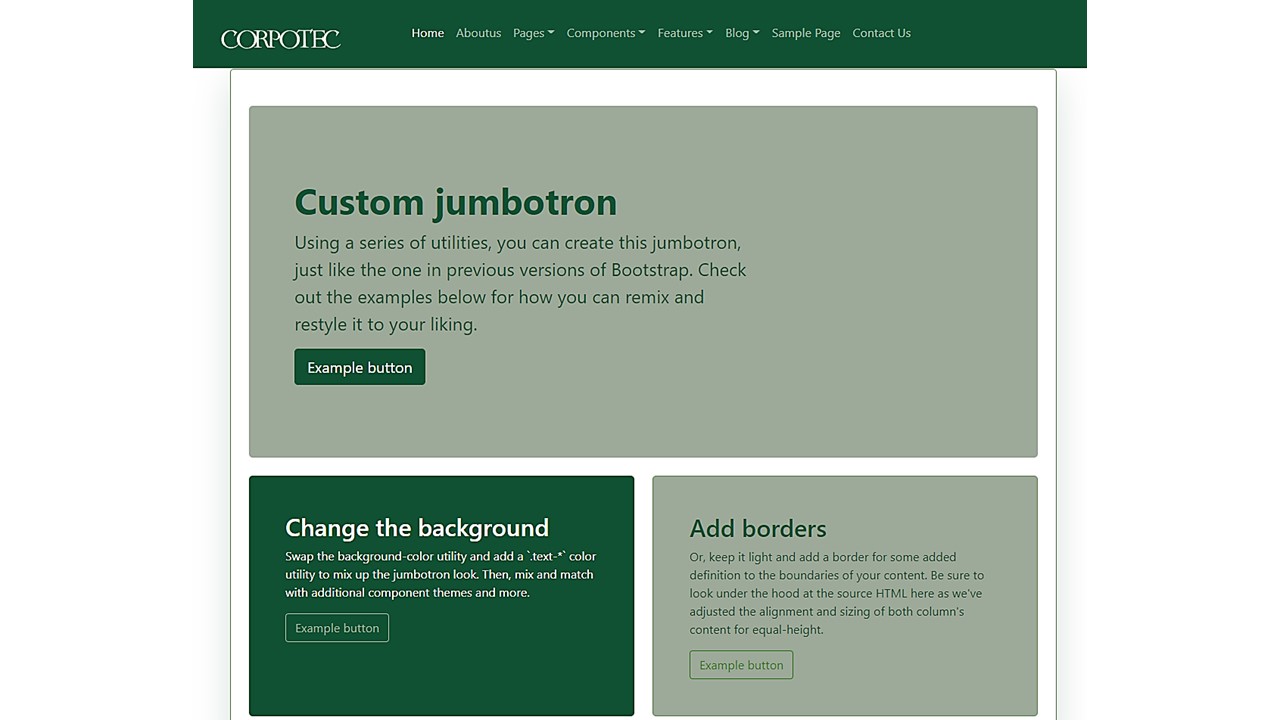 CORPOTEC
Home Aboutus Pages Components Features Blog Sample Page Contact Us
Custom jumbotron
Using a series of utilities, you can create this jumbotron,
just like the one in previous versions of Bootstrap. Check
out the examples below for how you can remix and
restyle it to your liking.
Example button
Change the background
Swap the background-color utility and add a `.text-*` color
utility to mix up the jumbotron look. Then, mix and match
with additional component themes and more.
Example button
Add borders
Or, keep it light and add a border for some added
definition to the boundaries of your content. Be sure to
look under the hood at the source HTML here as we've
adjusted the alignment and sizing of both column's
content for equal-height.
Example button